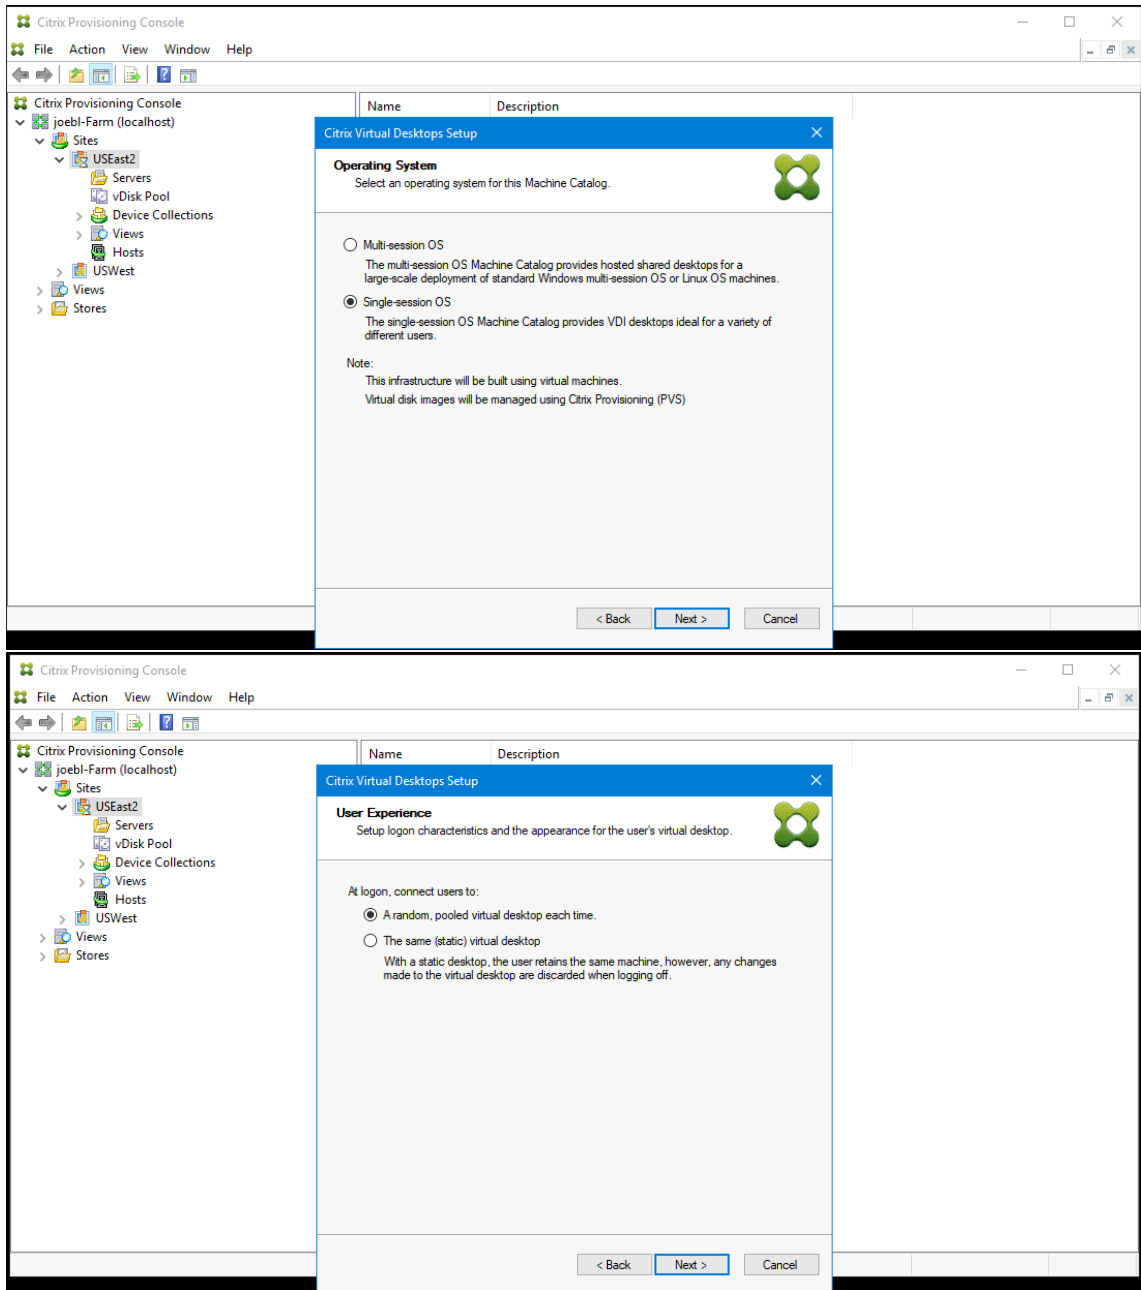 Citrix Provisioning Console
File Action View Window Help
Citrix Provisioning Console
joebl-Farm (localhost)
Sites
USEast2
Servers
vDisk Pool
Device Collections
Views
Hosts
USWest
Views
Stores
Name Description
Citrix Virtual Desktops Setup
Operating System
Select an operating system for this Machine Catalog.
Multi-session OS
The multi-session OS Machine Catalog provides hosted shared desktops for a
large-scale deployment of standard Windows multi-session OS or Linux OS machines.
Single-session OS
The single-session OS Machine Catalog provides VDI desktops ideal for a variety of
different users.
Note:
This infrastructure will be built using virtual machines.
Virtual disk images will be managed using Citrix Provisioning (PVS)
< Back Next > Cancel
Citrix Provisioning Console
File Action View Window Help
Citrix Provisioning Console
joebl-Farm (localhost)
Sites
USEast2
Servers
vDisk Pool
Device Collections
Views
Hosts
USWest
Views
Stores
Name Description
Citrix Virtual Desktops Setup
User Experience
Setup logon characteristics and the appearance for the user's virtual desktop.
At logon, connect users to:
A random, pooled virtual desktop each time.
The same (static) virtual desktop
With a static desktop, the user retains the same machine, however, any changes
made to the virtual desktop are discarded when logging off.
< Back Next > Cancel